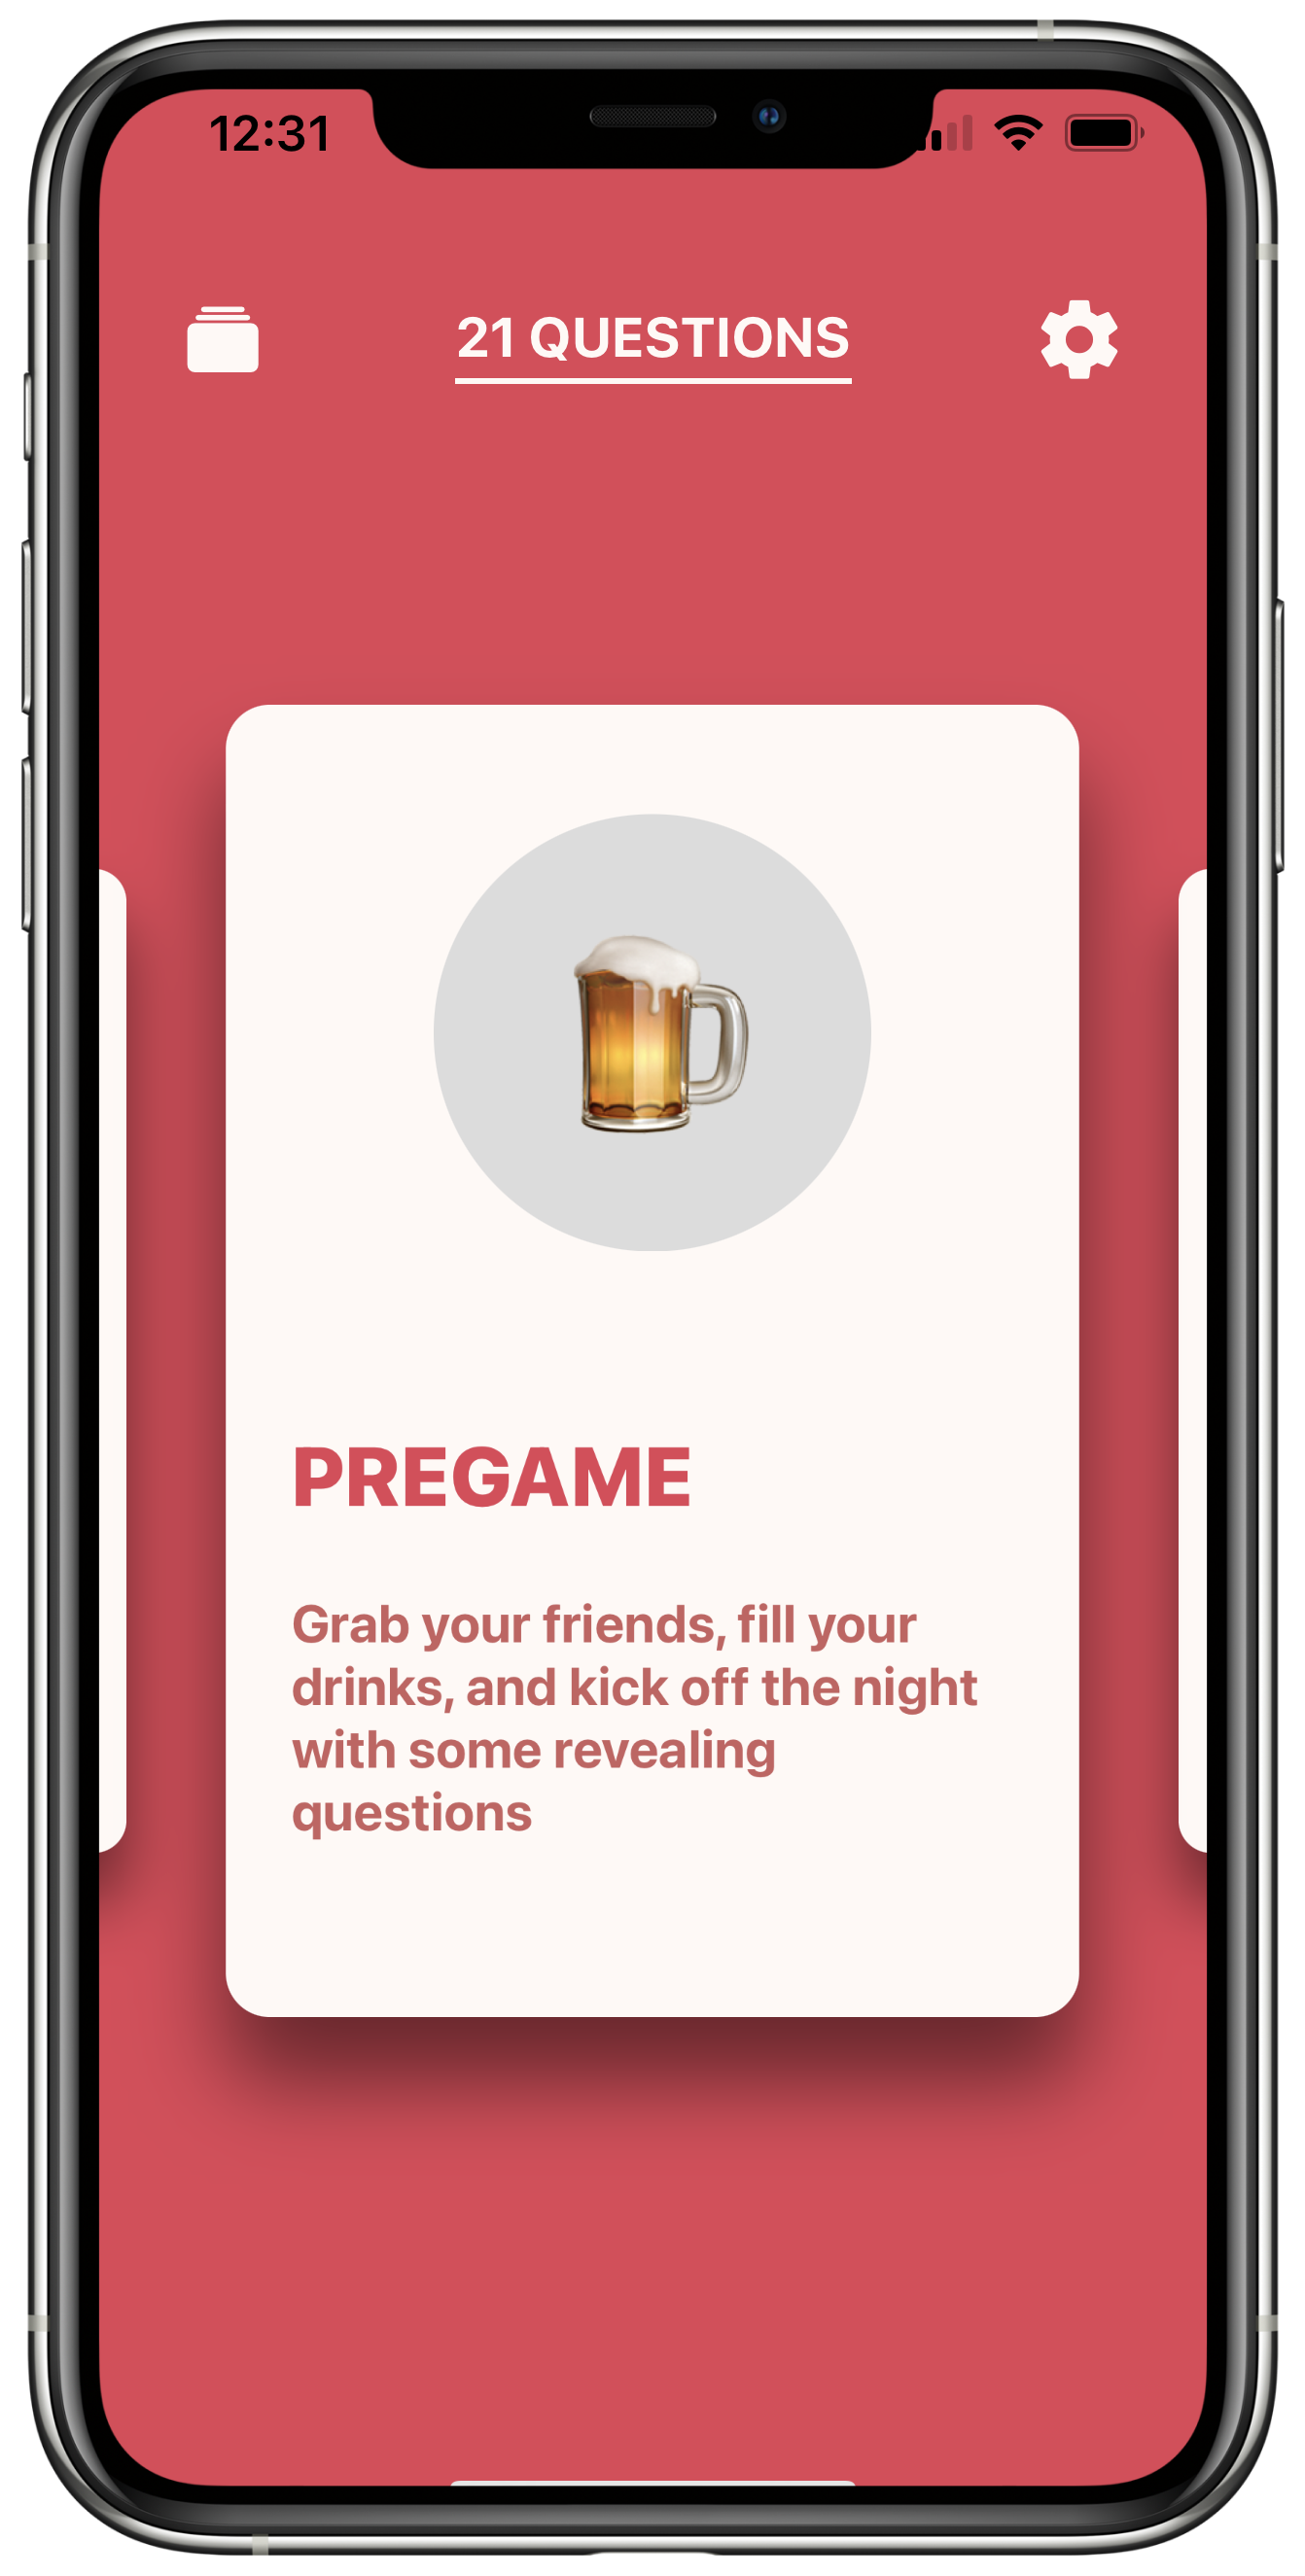 12:31
21 QUESTIONS
PREGAME
Grab your friends, fill your
drinks, and kick off the night
with some revealing
questions